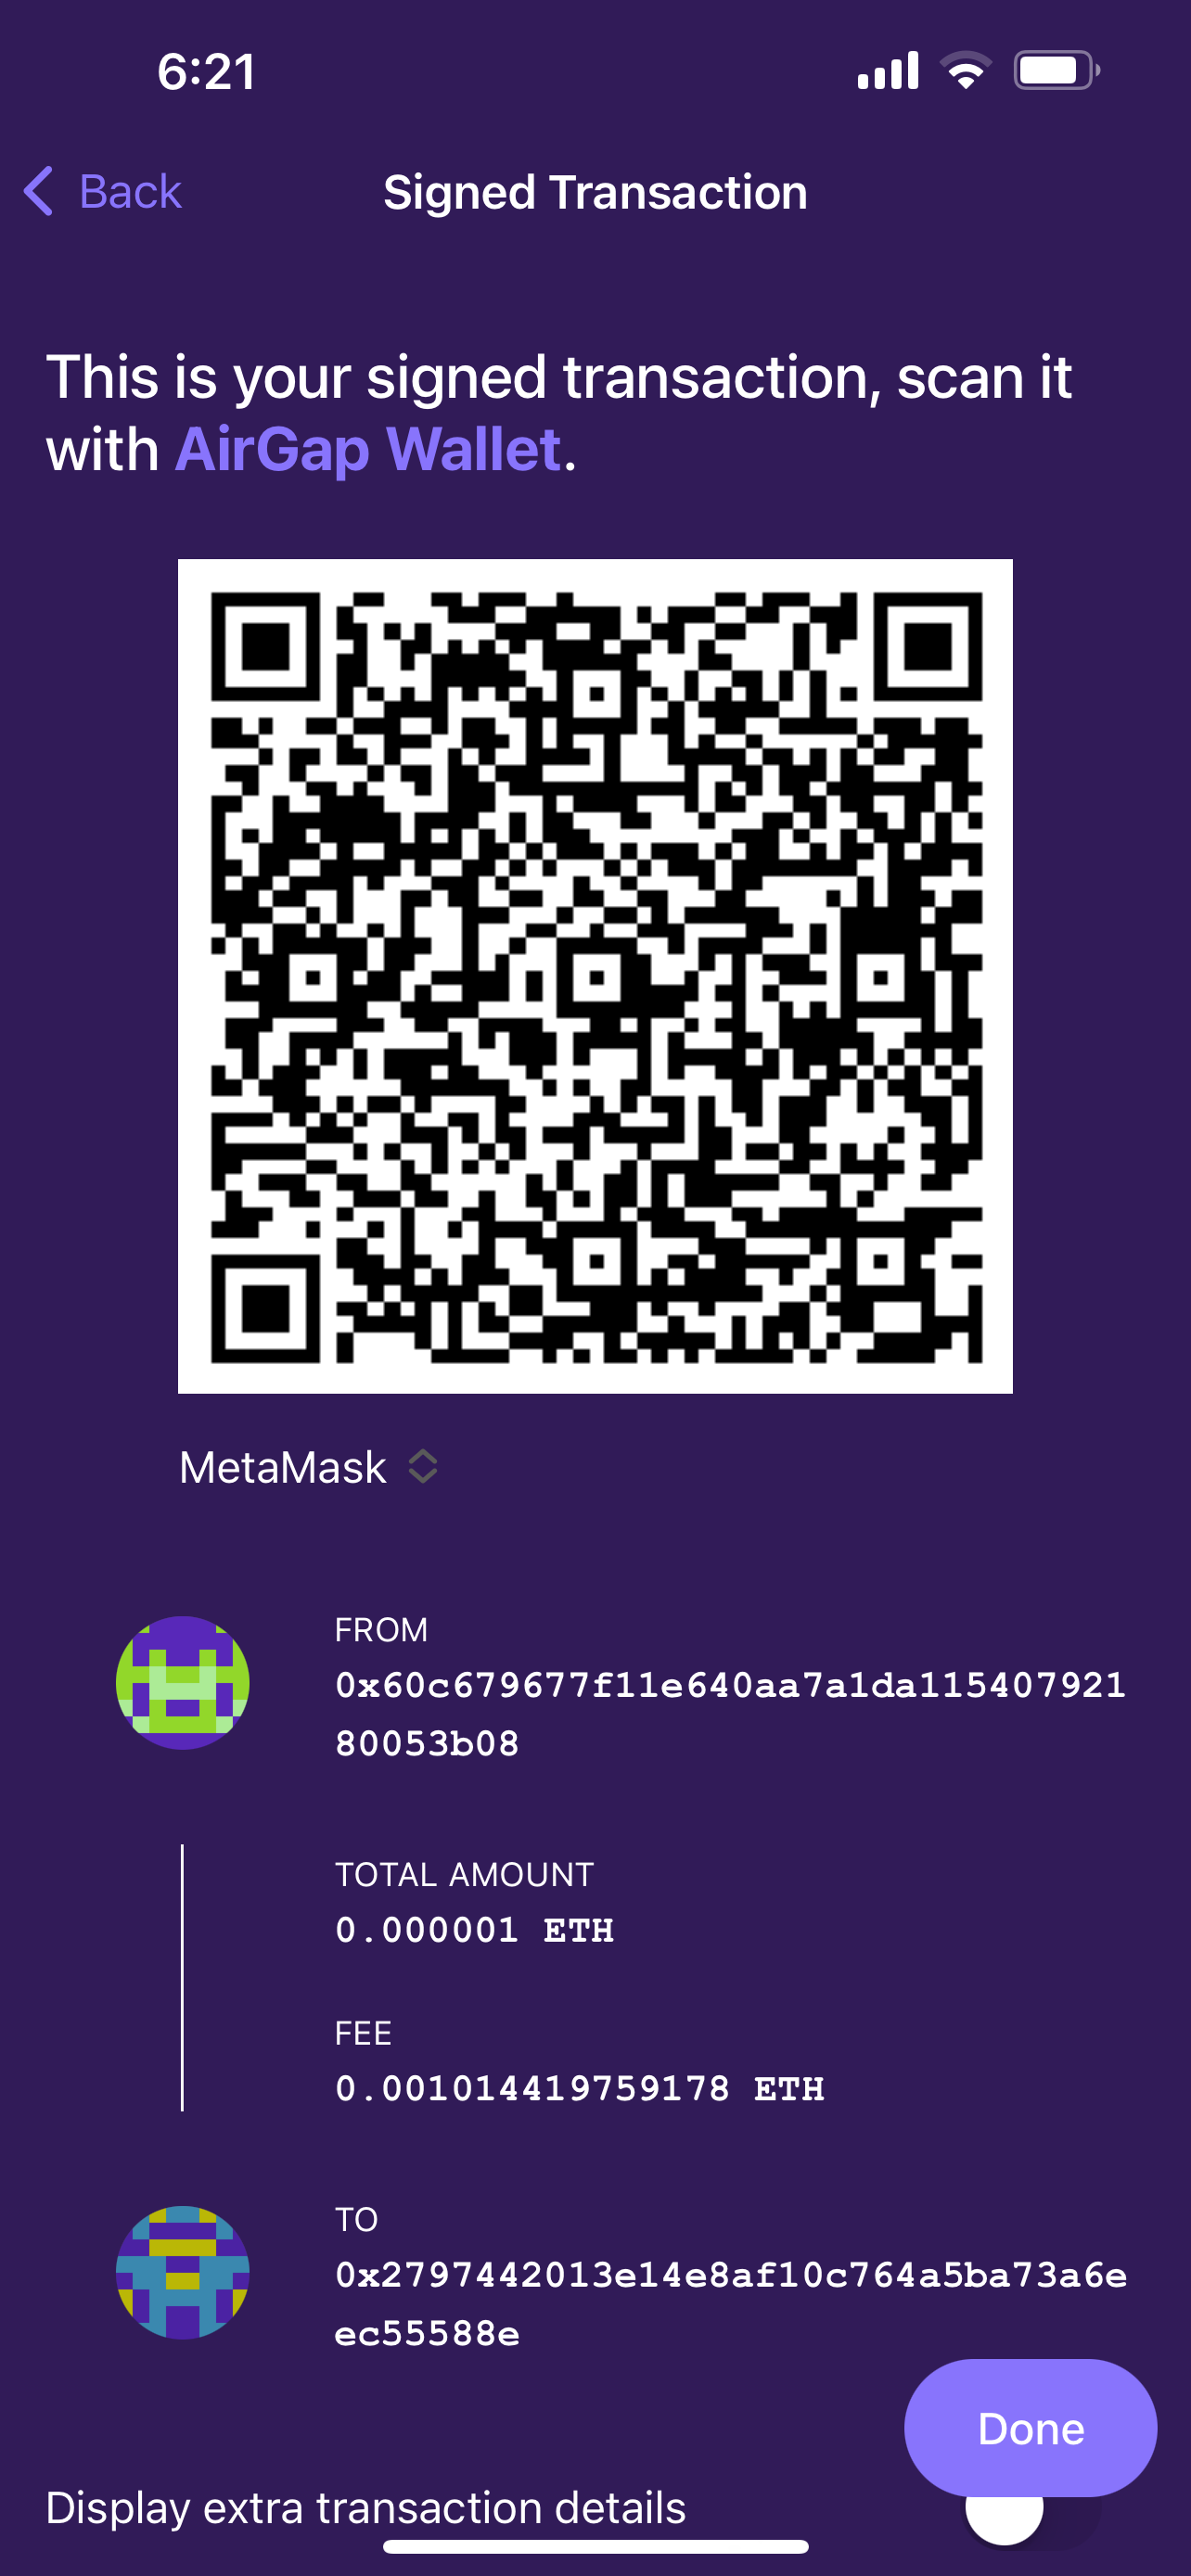 6:21
Back
Signed Transaction
This is your signed transaction, scan it
with AirGap Wallet.
MetaMask
FROM
0x60c679677f11e640aa7a1da115407921
80053b08
TOTAL AMOUNT
0.000001 ETH
FEE
0.001014419759178 ETH
TO
0x2797442013e14e8af10c764a5ba73a6e
ec55588e
Done
Display extra transaction details